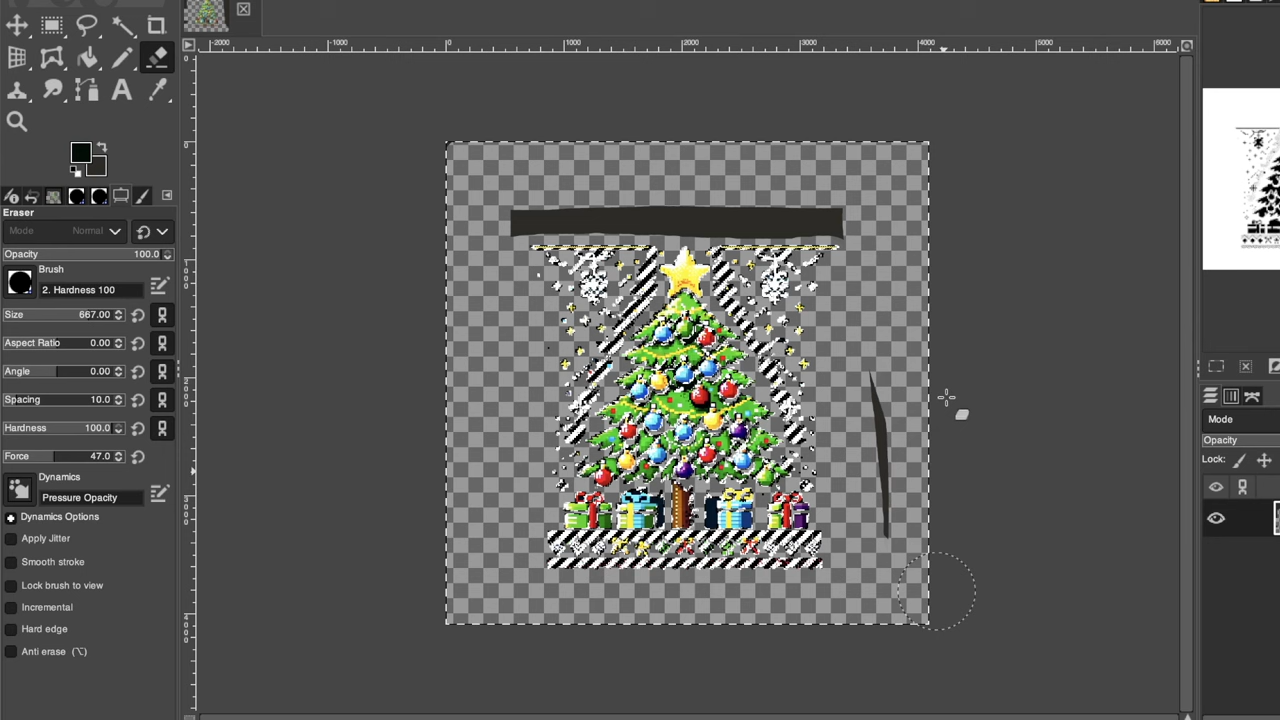 -2000 -1000 0 1000 2000 3000 4000 5000 6000
Eraser
Mode Normal
Opacity 100.0
Brush
2. Hardness 100
Size 667.00
Aspect Ratio 0.00
Angle 0.00
Spacing 10.0
Hardness 100.0
Force 47.0
Dynamics
Pressure Opacity
Dynamics Options
Apply Jitter
Smooth stroke
Lock brush to view
Incremental
Hard edge
Anti erase (⌥)
Mode
Opacity
Lock: